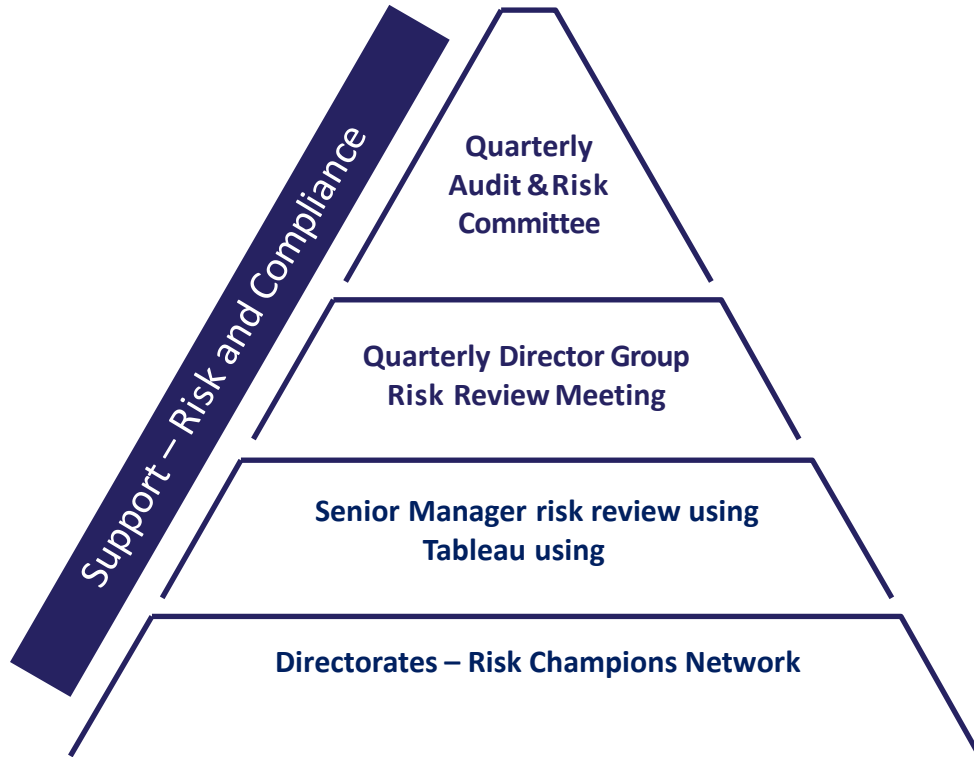 Support – Risk and Compliance
Quarterly
Audit & Risk
Committee
Quarterly Director Group
Risk Review Meeting
Senior Manager risk review using
Tableau using
Directorates – Risk Champions Network